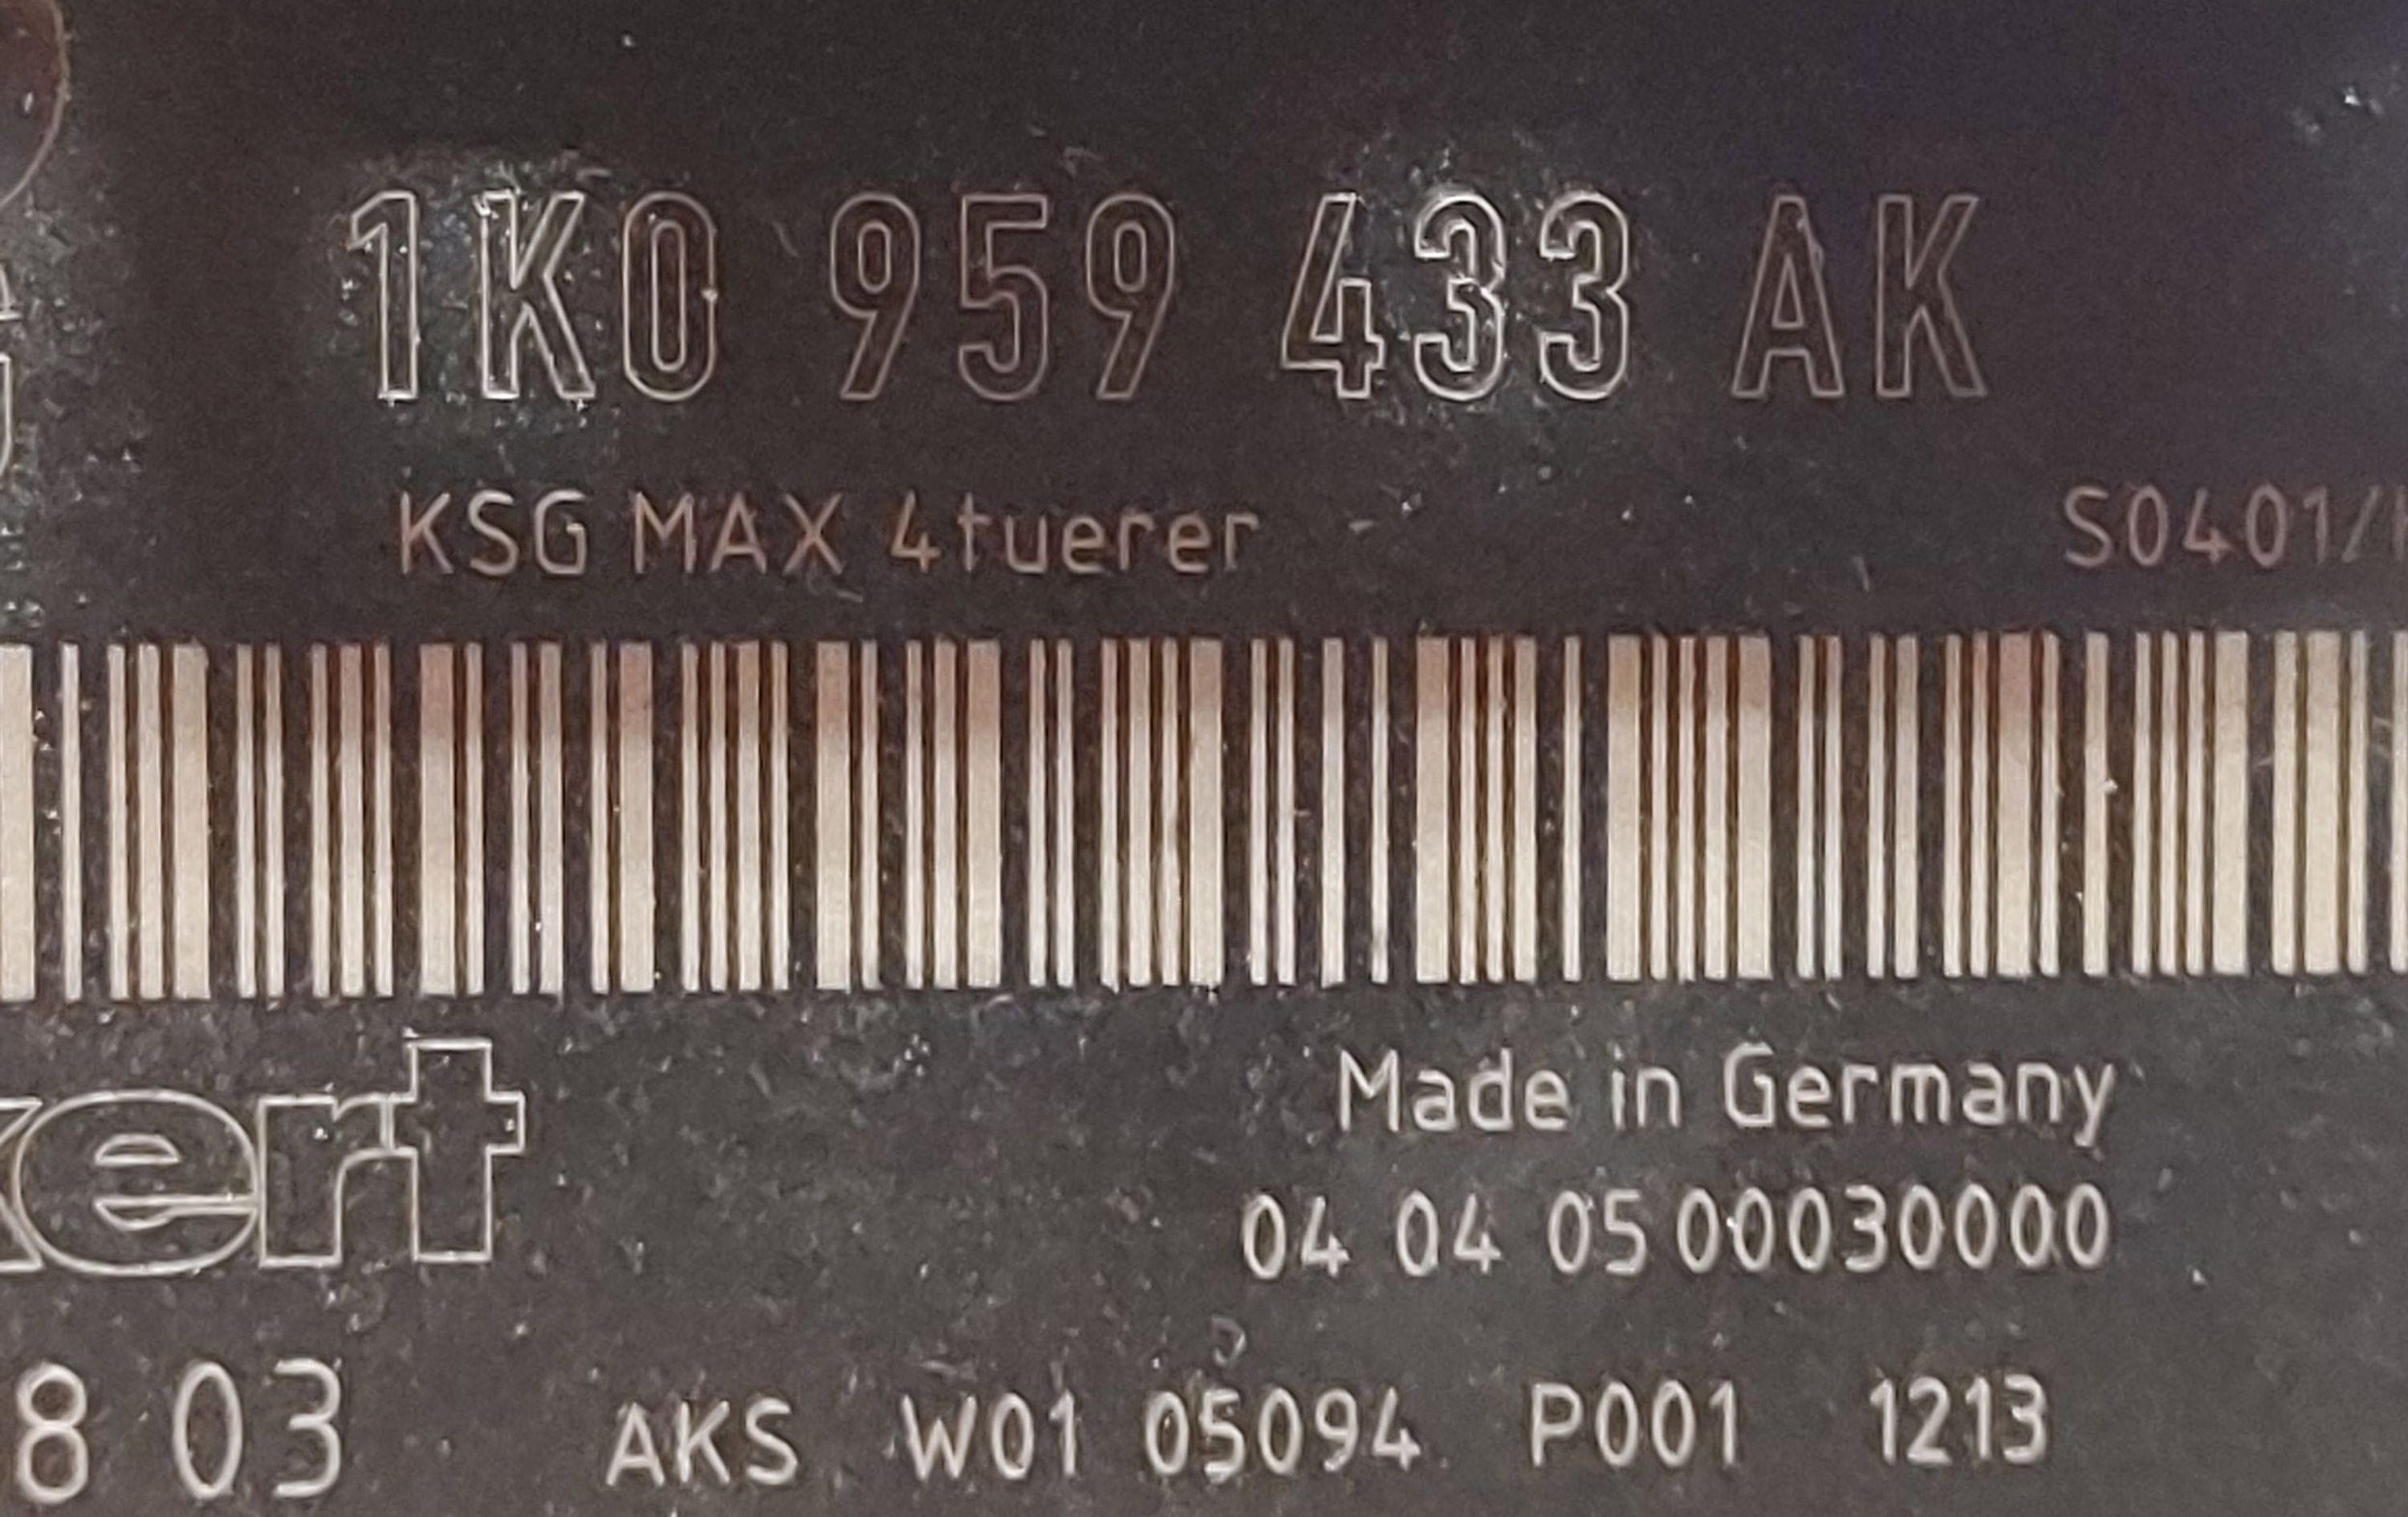 1K0 959 433 AK
KSG MAX 4tuerer
S0401/
Made in Germany
04 04 05 00030000
8 03
AKS W01 05094 P001 1213